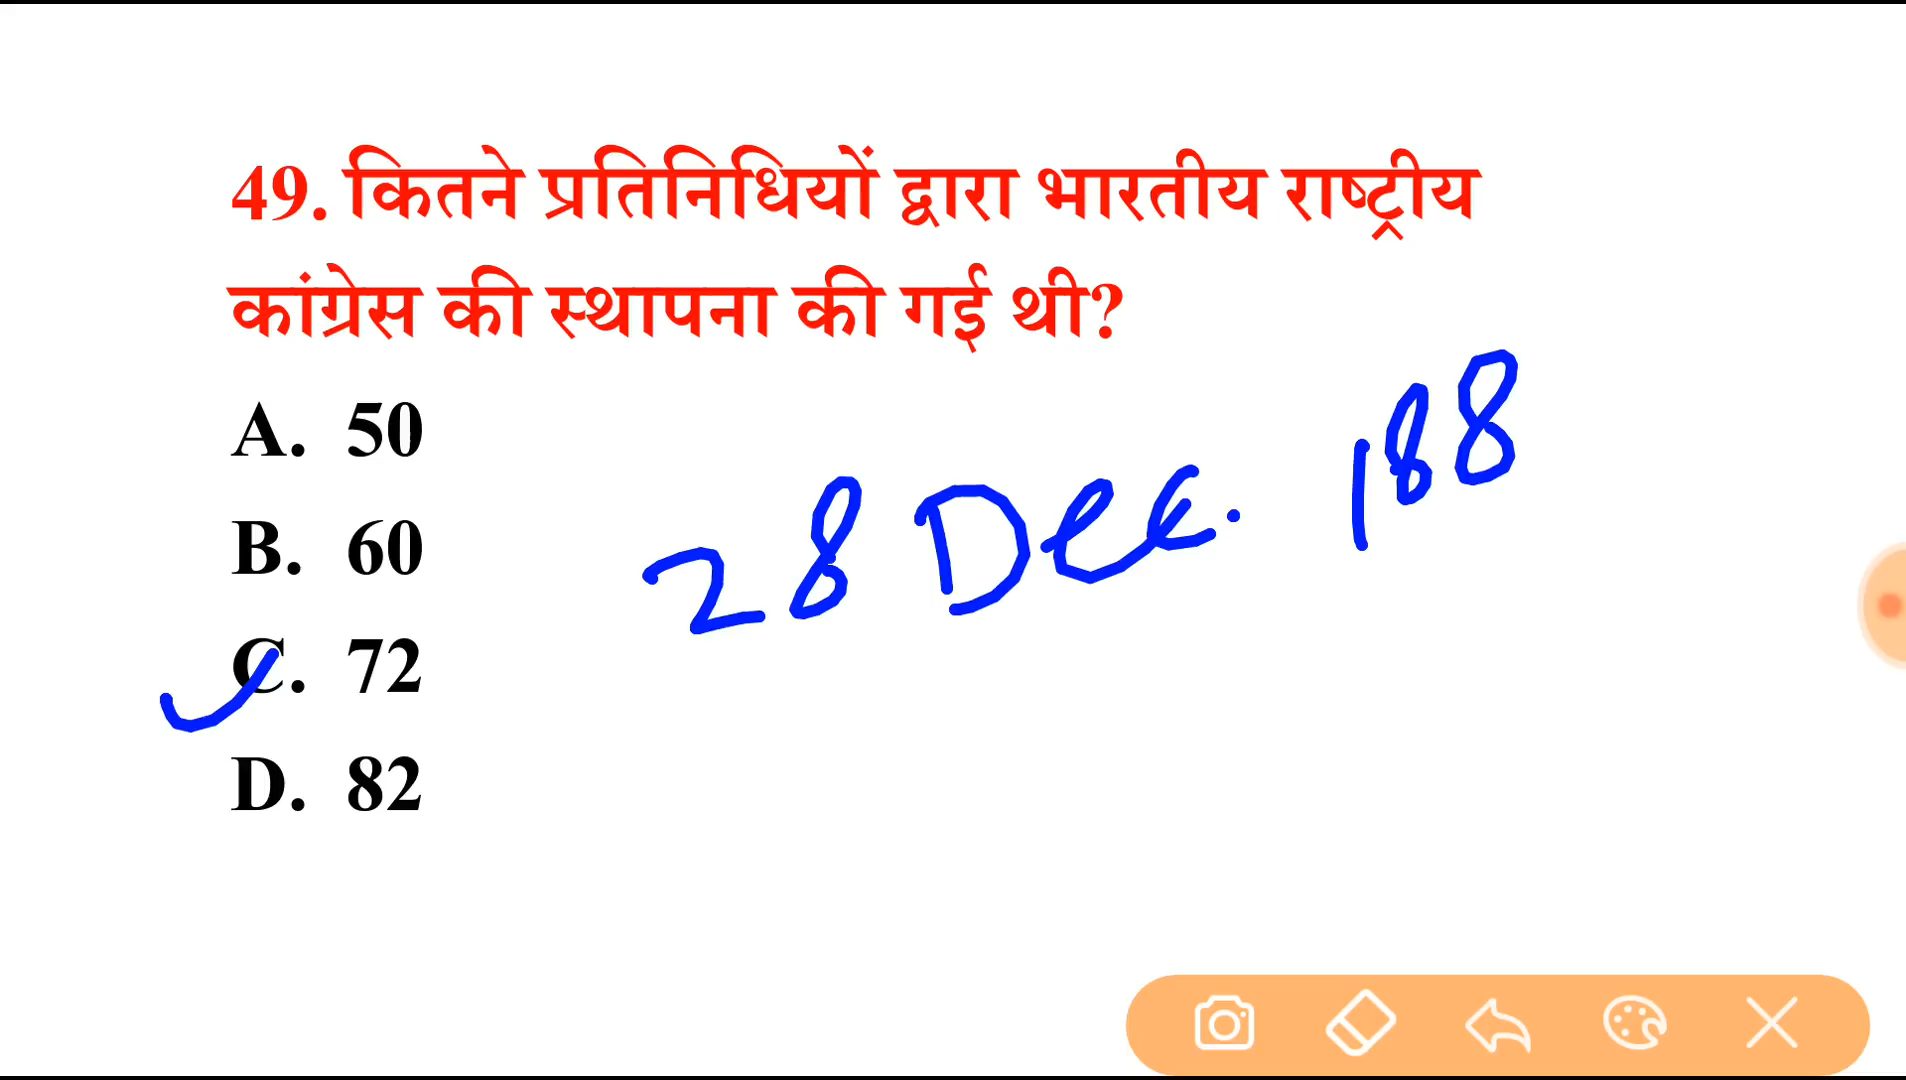 49. कितने प्रतिनिधियों द्वारा भारतीय राष्ट्रीय
कांग्रेस की स्थापना की गई थी?
A. 50
B. 60
C. 72
D. 82
28 Dec. 188